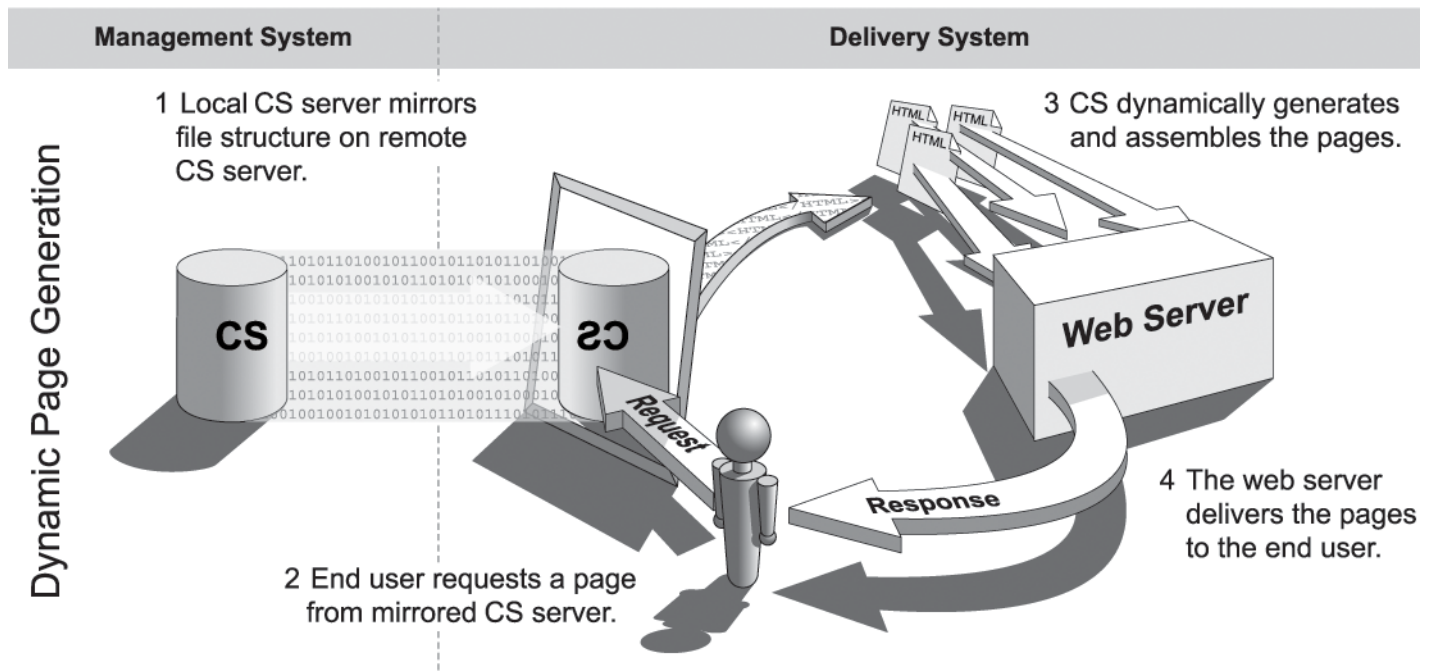 Management System
Delivery System
Dynamic Page Generation
1 Local CS server mirrors
file structure on remote
CS server.
3 CS dynamically generates
and assembles the pages.
HTML
HTML
HTML
CS
CS
Web Server
Request
Response
2 End user requests a page
from mirrored CS server.
4 The web server
delivers the pages
to the end user.